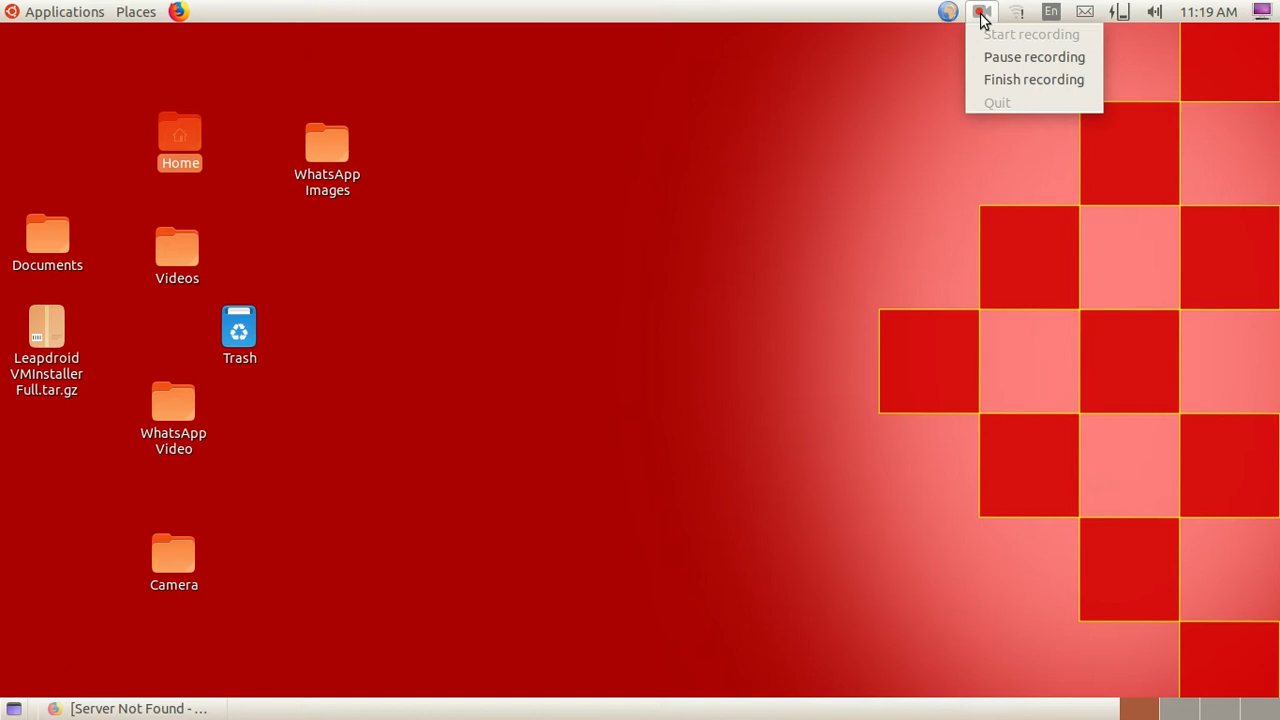 Applications Places
En
11:19 AM
Start recording
Pause recording
Finish recording
Quit
Home
WhatsApp
Images
Documents
Videos
Leapdroid
VMInstaller
Full.tar.gz
Trash
WhatsApp
Video
Camera
[Server Not Found - ...